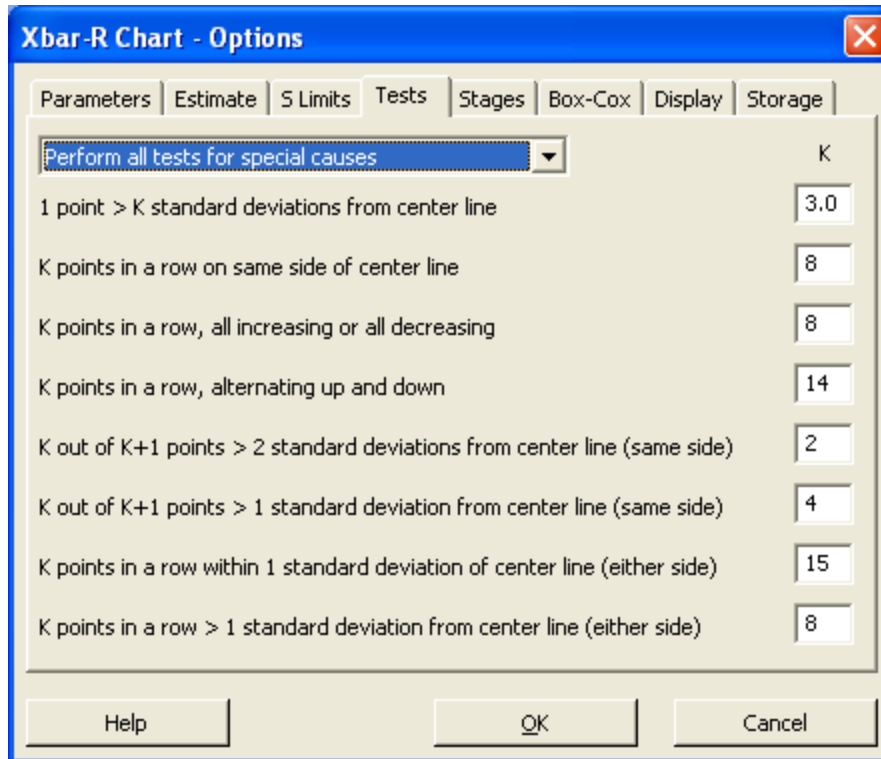 Xbar-R Chart - Options
Parameters Estimate S Limits Tests Stages Box-Cox Display Storage
Perform all tests for special causes K
1 point > K standard deviations from center line 3.0
K points in a row on same side of center line 8
K points in a row, all increasing or all decreasing 8
K points in a row, alternating up and down 14
K out of K+1 points > 2 standard deviations from center line (same side) 2
K out of K+1 points > 1 standard deviation from center line (same side) 4
K points in a row within 1 standard deviation of center line (either side) 15
K points in a row > 1 standard deviation from center line (either side) 8
Help OK Cancel